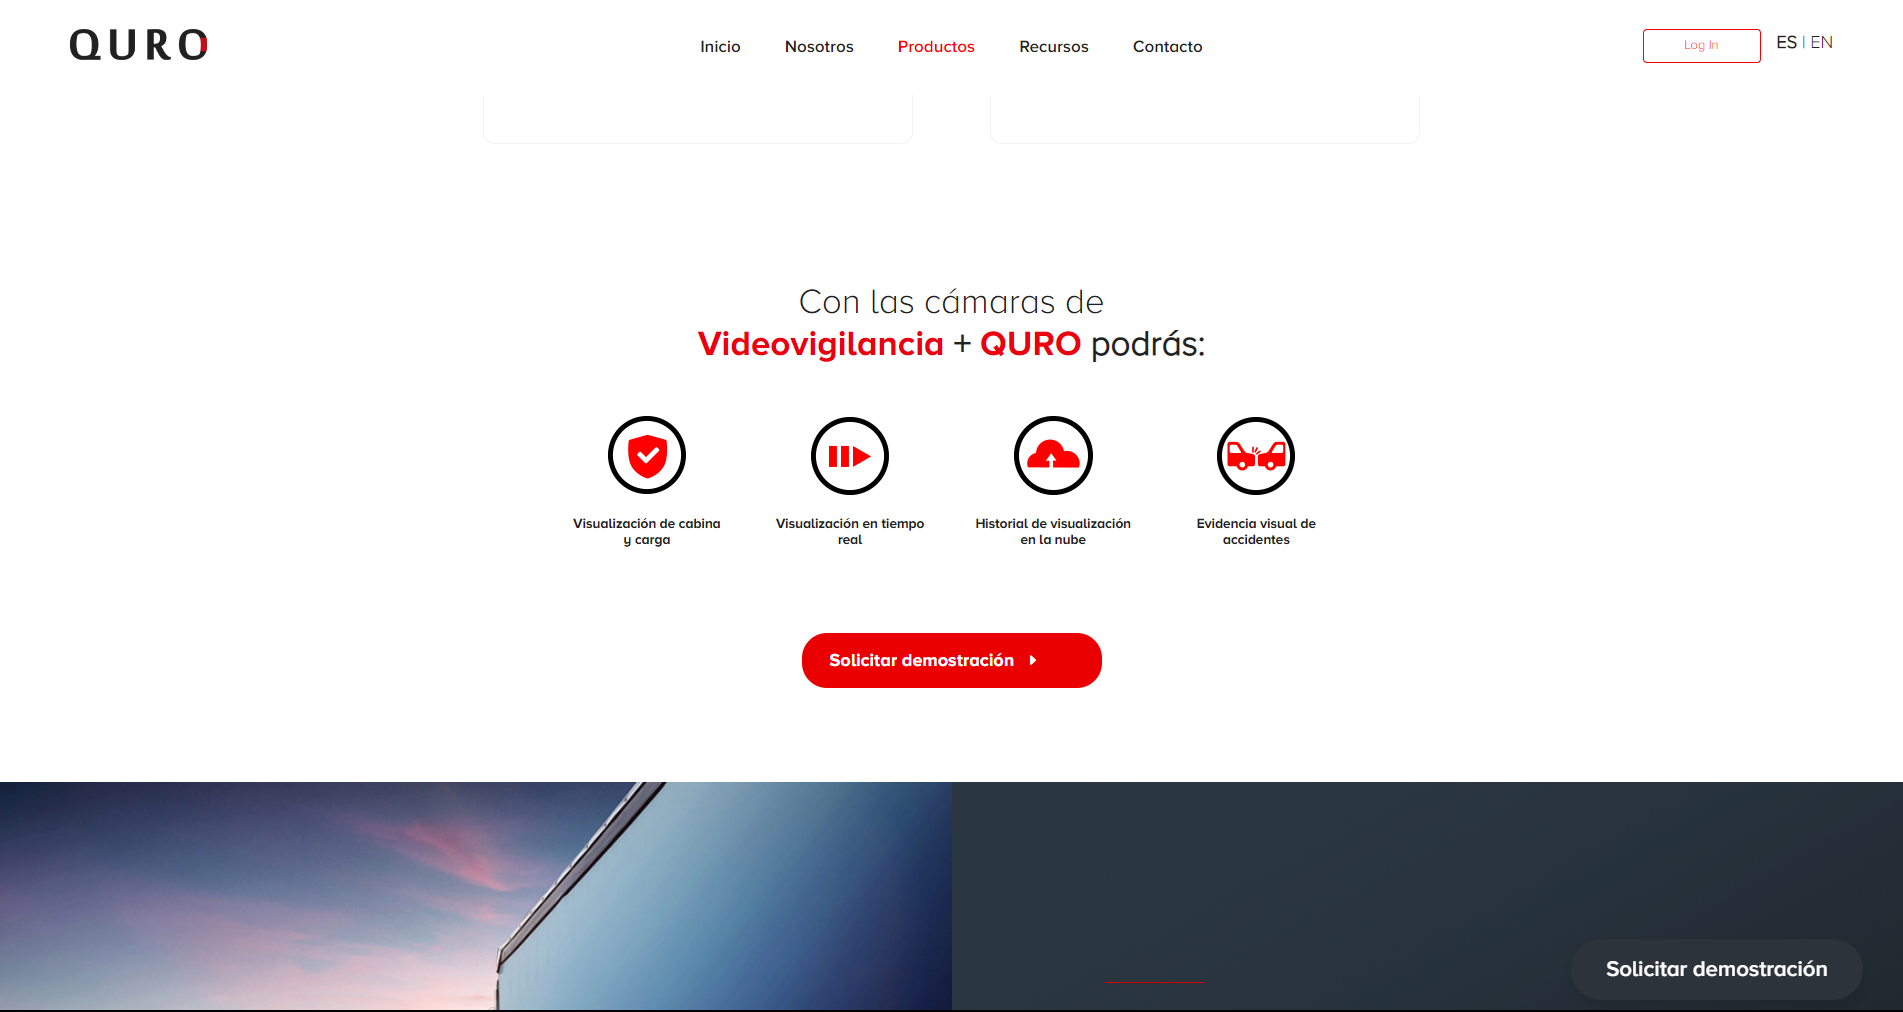 QURO
Inicio
Nosotros
Productos
Recursos
Contacto
Log In
ES | EN
Con las cámaras de
Videovigilancia + QURO podrás:
Visualización de cabina
y carga
Visualización en tiempo
real
Historial de visualización
en la nube
Evidencia visual de
accidentes
Solicitar demostración
Solicitar demostración